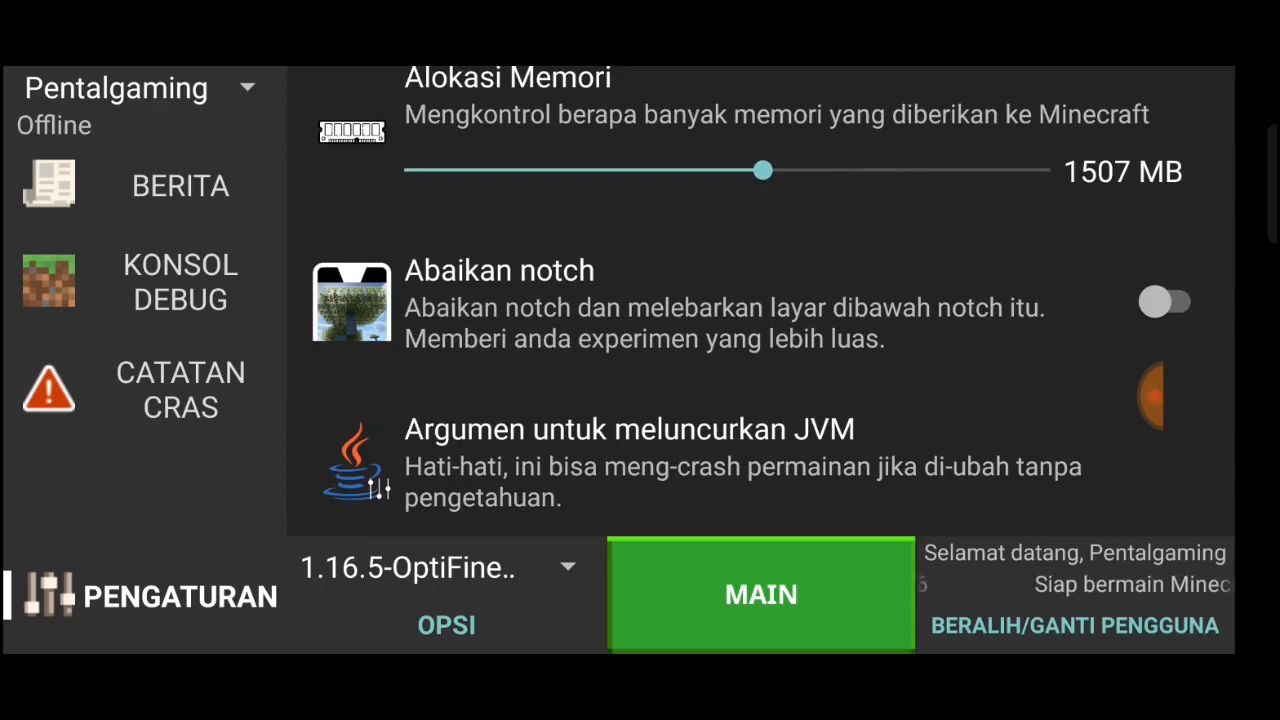 Pentalgaming
Offline
BERITA
KONSOL
DEBUG
CATATAN
CRAS
PENGATURAN
Alokasi Memori
Mengkontrol berapa banyak memori yang diberikan ke Minecraft
1507 MB
Abaikan notch
Abaikan notch dan melebarkan layar dibawah notch itu.
Memberi anda experimen yang lebih luas.
Argumen untuk meluncurkan JVM
Hati-hati, ini bisa meng-crash permainan jika di-ubah tanpa
pengetahuan.
1.16.5-OptiFine..
OPSI
MAIN
Selamat datang, Pentalgaming
Siap bermain Minec
BERALIH/GANTI PENGGUNA